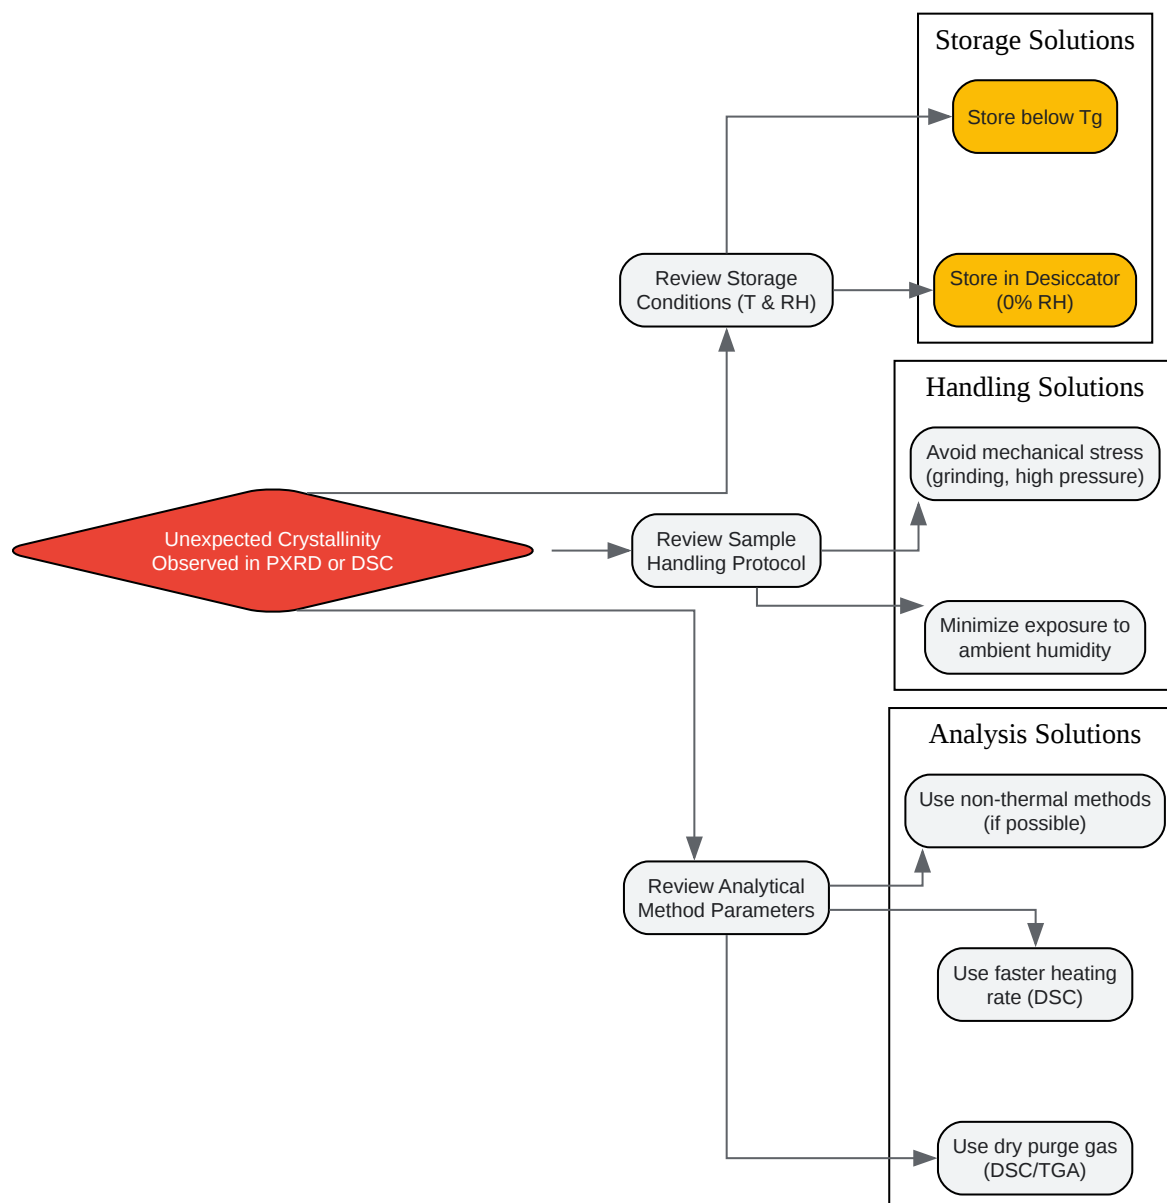 Storage Solutions
Store below Tg
Review Storage
Conditions (T & RH)
Store in Desiccator
(0% RH)
Handling Solutions
Avoid mechanical stress
(grinding, high pressure)
Unexpected Crystallinity
Observed in PXRD or DSC
Review Sample
Handling Protocol
Minimize exposure to
ambient humidity
Analysis Solutions
Use non-thermal methods
(if possible)
Review Analytical
Method Parameters
Use faster heating
rate (DSC)
Use dry purge gas
(DSC/TGA)